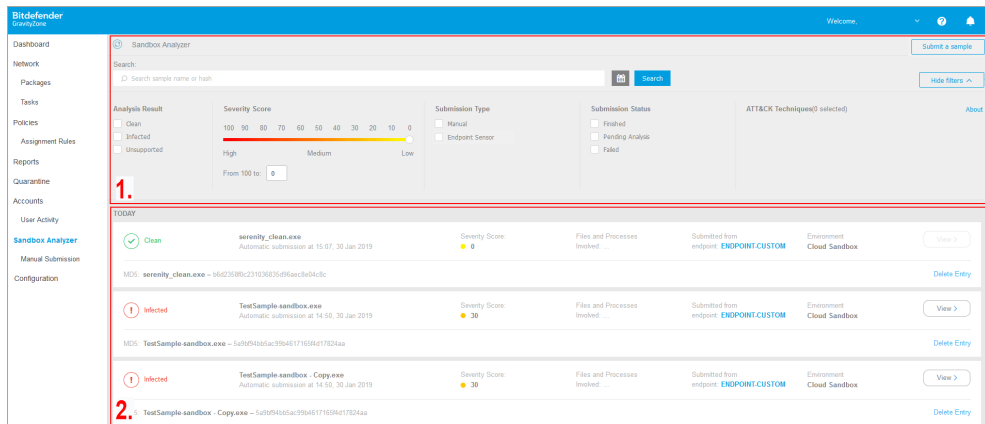 Bitdefender
GravityZone
Welcome,
Dashboard
Network
Packages
Tasks
Policies
Assignment Rules
Reports
Quarantine
Accounts
User Activity
Sandbox Analyzer
Manual Submission
Configuration
Sandbox Analyzer
Submit a sample
Search:
Search sample name or hash
Search
Hide filters
Analysis Result
Clean
Infected
Unsupported
Severity Score
100 90 80 70 60 50 40 30 20 10 0
High Medium Low
From 100 to: 0
Submission Type
Manual
Endpoint Sensor
Submission Status
Finished
Pending Analysis
Failed
ATT&CK Techniques(0 selected)
About
1.
TODAY
Clean
serenity_clean.exe
Automatic submission at 15:07, 30 Jan 2019
Severity Score:
0
Files and Processes
Involved: ...
Submitted from
endpoint: ENDPOINT-CUSTOM
Environment
Cloud Sandbox
View >
MD5: serenity_clean.exe –
Delete Entry
Infected
TestSample-sandbox.exe
Automatic submission at 14:50, 30 Jan 2019
Severity Score:
30
Files and Processes
Involved: ...
Submitted from
endpoint: ENDPOINT-CUSTOM
Environment
Cloud Sandbox
View >
MD5: TestSample-sandbox.exe –
Delete Entry
Infected
TestSample-sandbox - Copy.exe
Automatic submission at 14:50, 30 Jan 2019
Severity Score:
30
Files and Processes
Involved: ...
Submitted from
endpoint: ENDPOINT-CUSTOM
Environment
Cloud Sandbox
View >
2.
TestSample-sandbox - Copy.exe –
Delete Entry